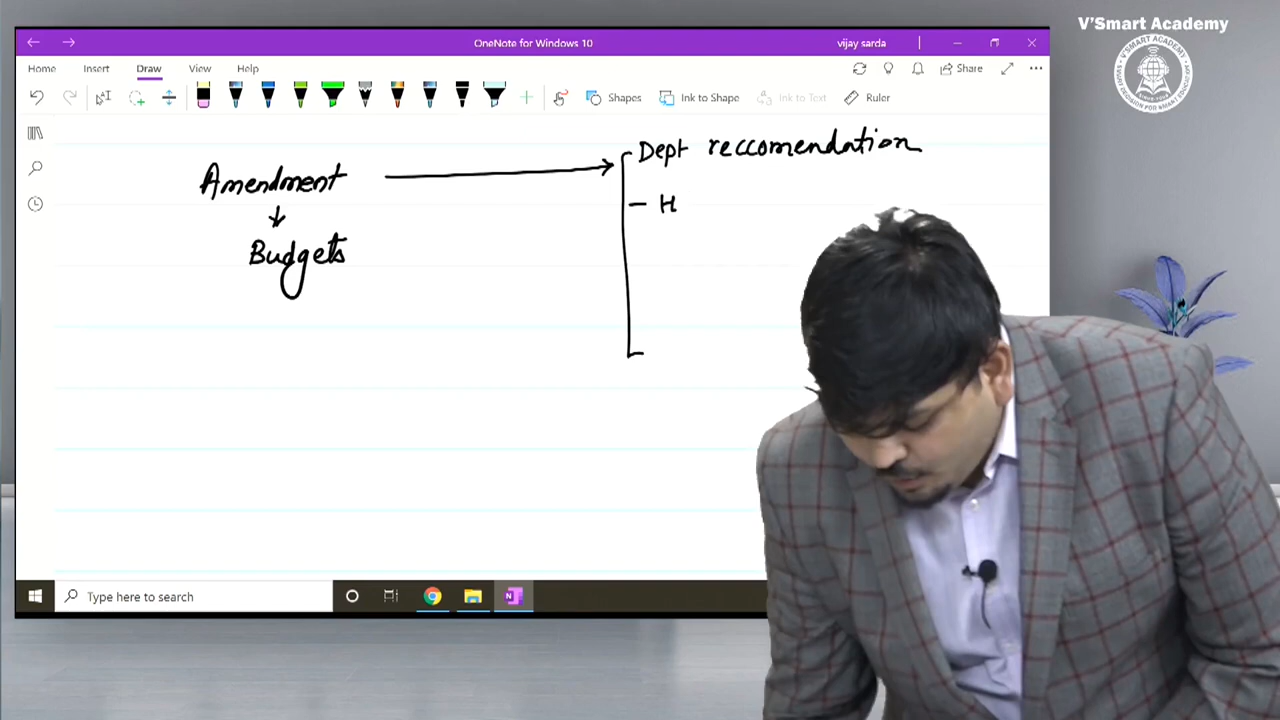 V'Smart Academy
OneNote for Windows 10
vijay sarda
Home Insert Draw View Help
Share
Shapes Ink to Shape Ink to Text Ruler
Dept reccomendation
Amendment
- H
Budgets
Type here to search